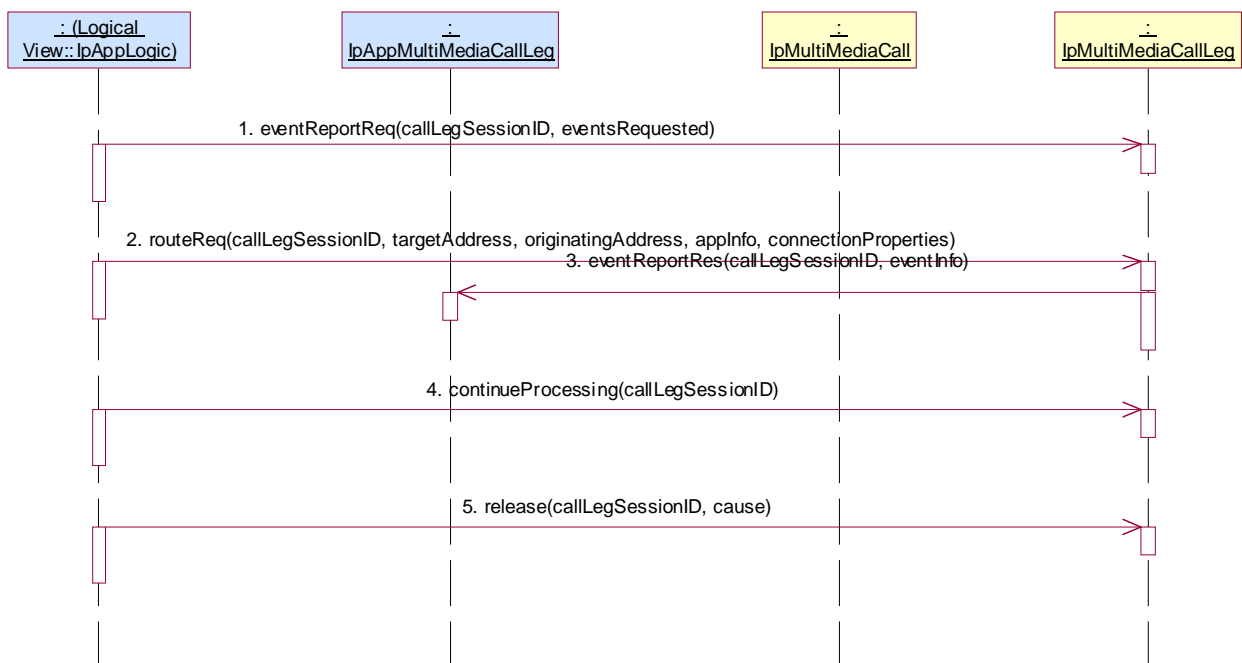 : (Logical
View::IpAppLogic)
:
IpAppMultiMediaCallLeg
:
IpMultiMediaCall
:
IpMultiMediaCallLeg
1. eventReportReq(callLegSessionID, eventsRequested)
2. routeReq(callLegSessionID, targetAddress, originatingAddress, appInfo, connectionProperties)
3. eventReportRes(callLegSessionID, eventInfo)
4. continueProcessing(callLegSessionID)
5. release(callLegSessionID, cause)